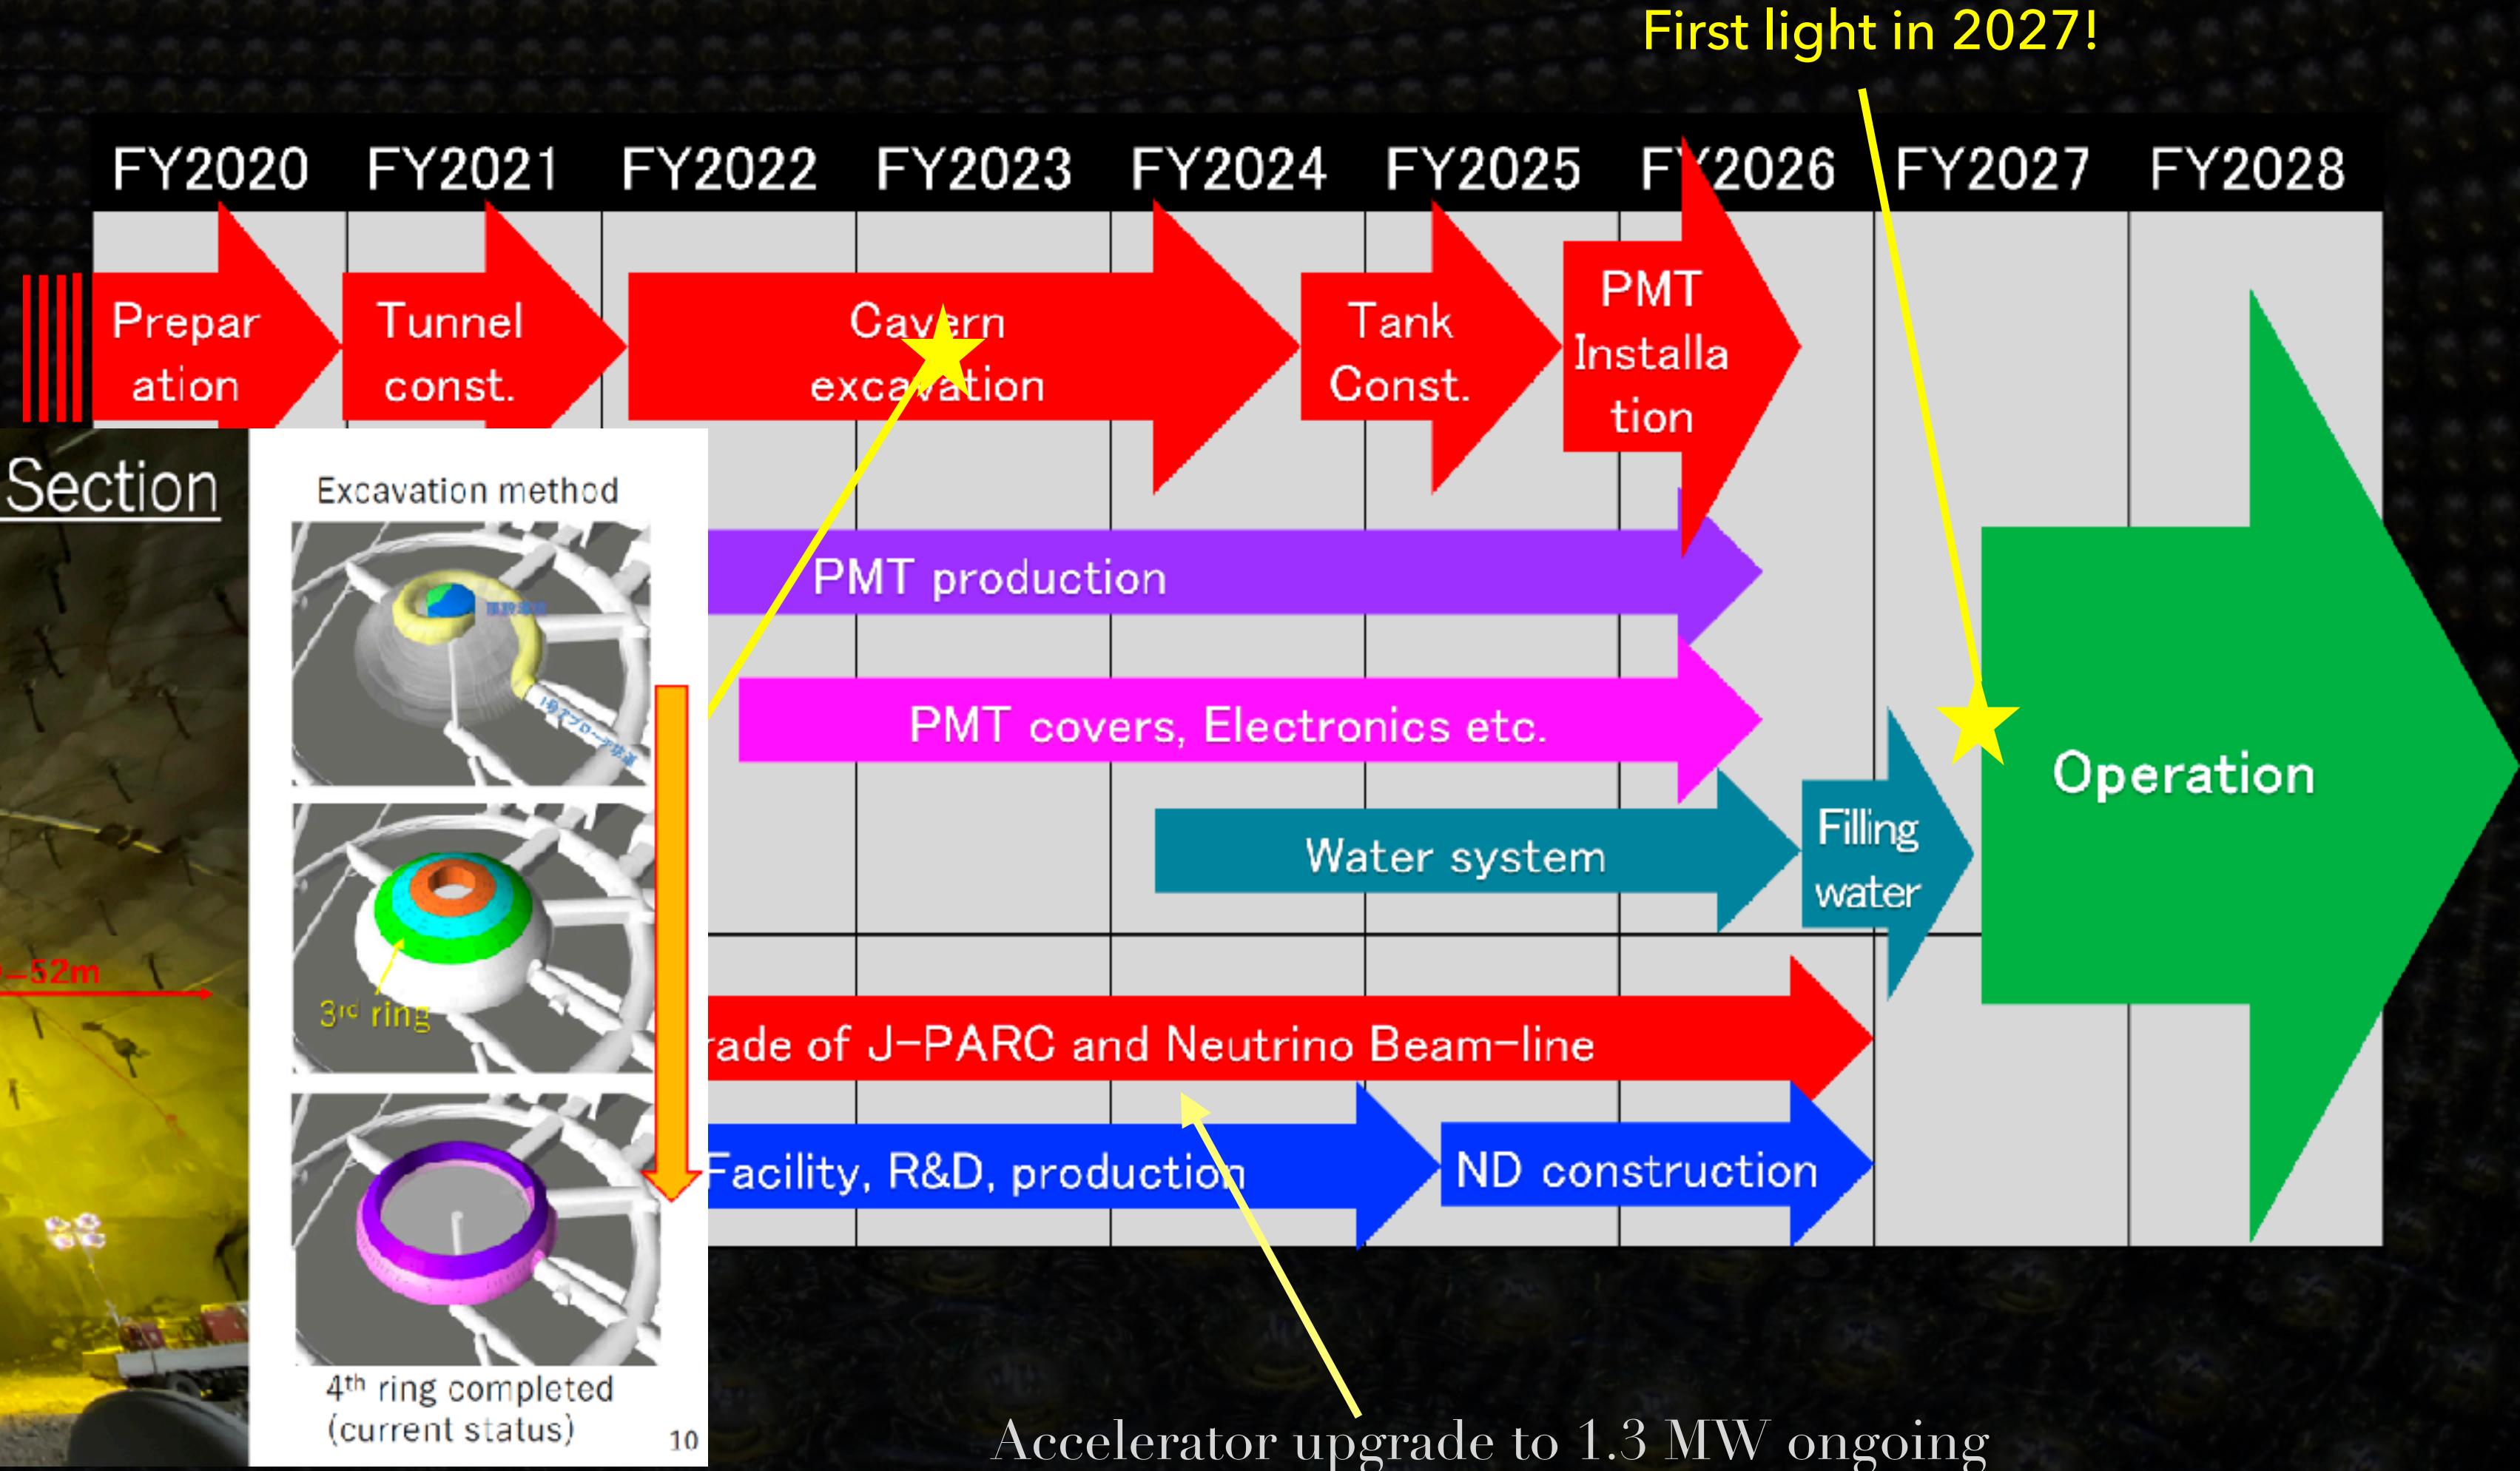 First light in 2027!
FY2020 FY2021 FY2022 FY2023 FY2024 FY2025 FY2026 FY2027 FY2028
Prepar
ation
Tunnel
const.
Cavern
excavation
Tank
Const.
PMT
Installa
tion
Section
Excavation method
PMT production
PMT covers, Electronics etc.
Operation
Water system
Filling
water
52m
3rd ring
rade of J-PARC and Neutrino Beam-line
Facility, R&D, production
ND construction
4th ring completed
(current status)
10
Accelerator upgrade to 1.3 MW ongoing